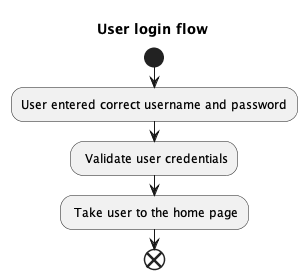 User login flow
User entered correct username and password
Validate user credentials
Take user to the home page